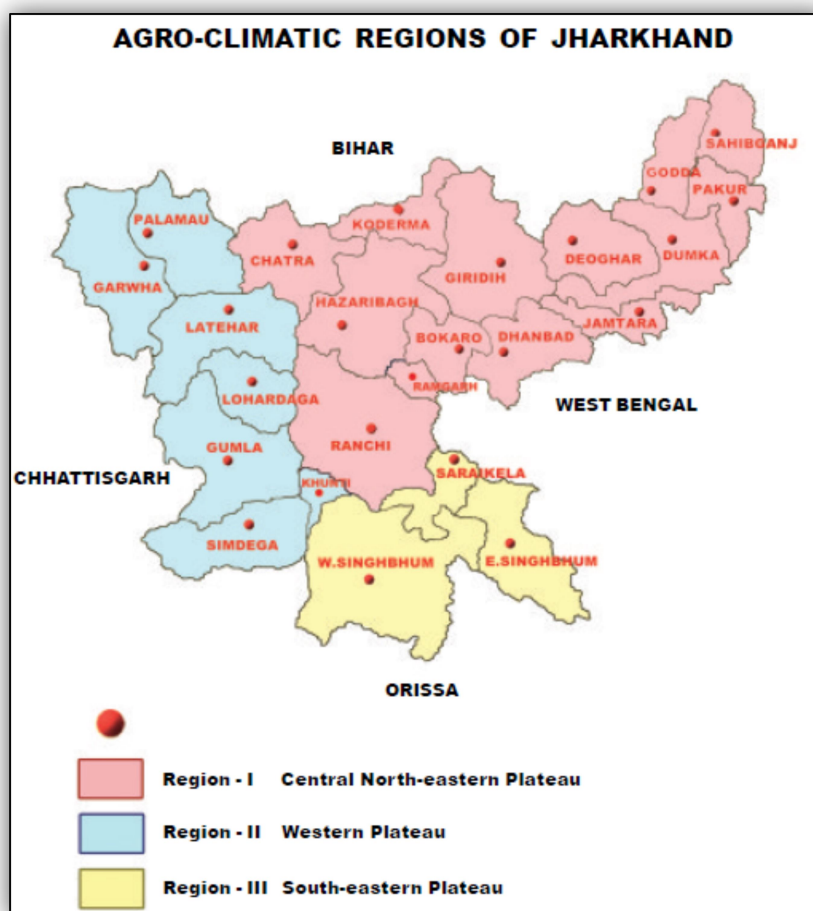 AGRO-CLIMATIC REGIONS OF JHARKHAND
BIHAR
SAHIBGANJ
GODDA
PAKUR
PALAMAU
KODERMA
CHATRA
DEOGHAR
DUMKA
GARWHA
GIRIDIH
HAZARIBAGH
LATEHAR
JAMTARA
BOKARO
DHANBAD
RAMGARH
LOHARDAGA
WEST BENGAL
RANCHI
GUMLA
SARAIKELA
CHHATTISGARH
KHUNTI
SIMDEGA
W.SINGHBHUM
E.SINGHBHUM
ORISSA
Region - I Central North-eastern Plateau
Region - II Western Plateau
Region - III South-eastern Plateau